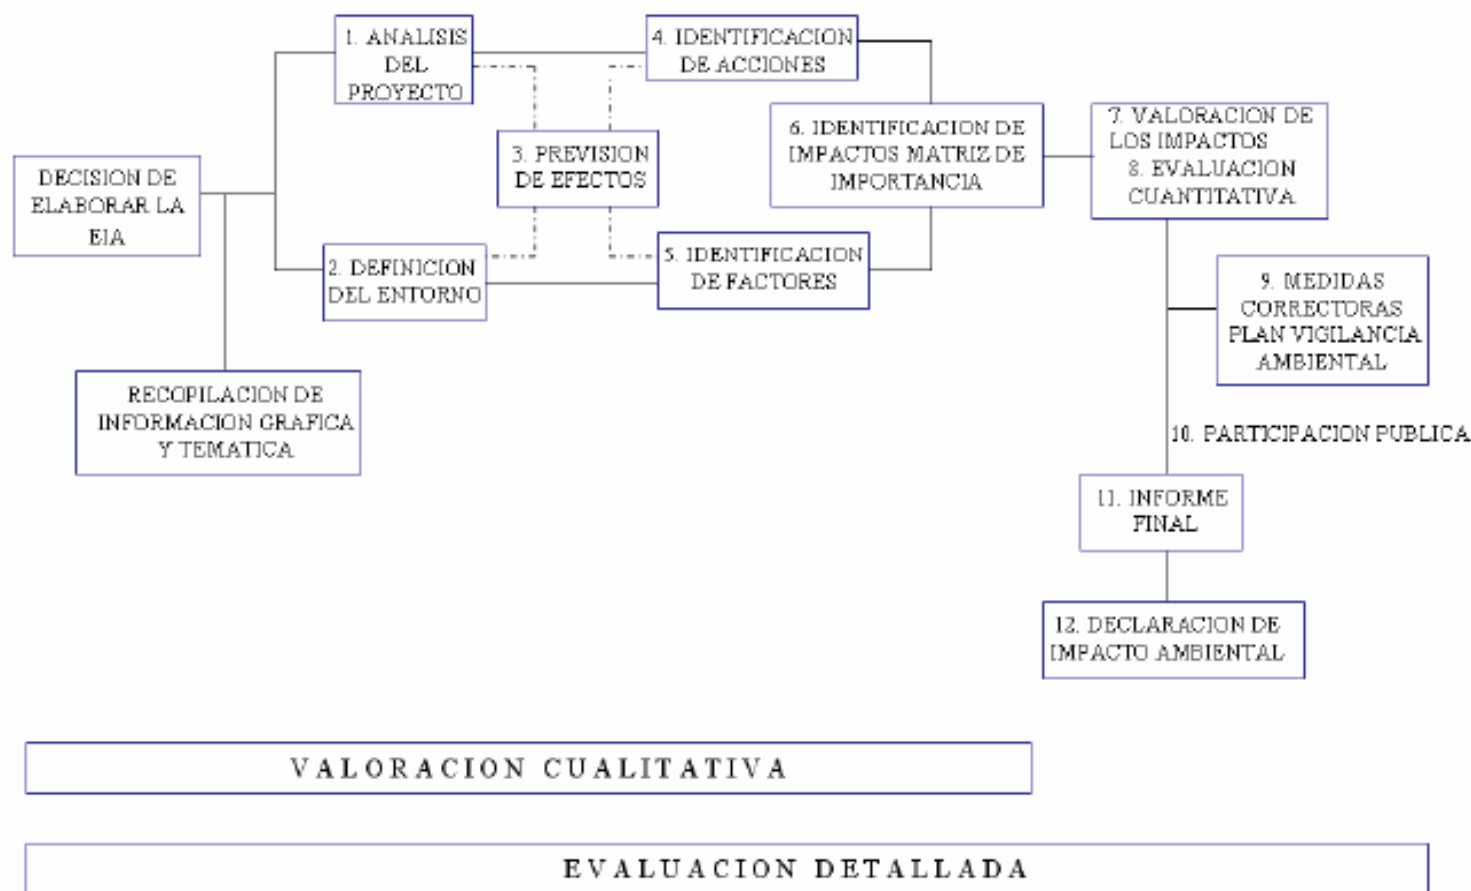 1. ANALISIS
DEL
PROYECTO
4. IDENTIFICACION
DE ACCIONES
3. PREVISION
DE EFECTOS
6. IDENTIFICACION DE
IMPACTOS MATRIZ DE
IMPORTANCIA
7. VALORACION DE
LOS IMPACTOS
8. EVALUACION
CUANTITATIVA
DECISION DE
ELABORAR LA
EIA
2. DEFINICION
DEL ENTORNO
5. IDENTIFICACION
DE FACTORES
9. MEDIDAS
CORRECTORAS
PLAN VIGILANCIA
AMBIENTAL
RECOPILACION DE
INFORMACION GRAFICA
Y TEMATICA
10. PARTICIPACION PUBLICA
11. INFORME
FINAL
12. DECLARACION DE
IMPACTO AMBIENTAL
VALORACION CUALITATIVA
EVALUACION DETALLADA